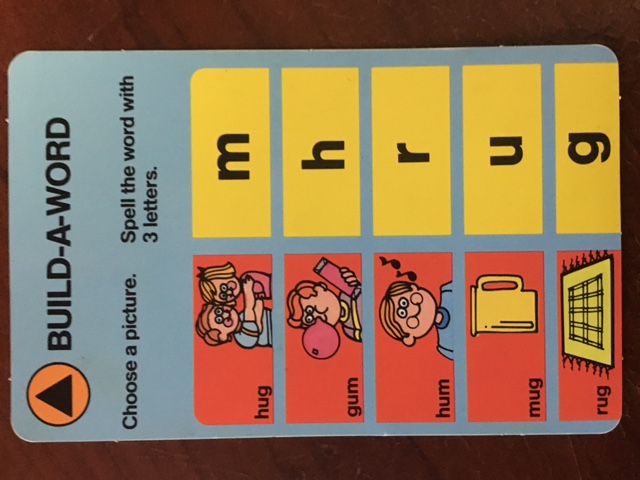 BUILD-A-WORD
Choose a picture.
Spell the word with
3 letters.
hug
gum
hum
mug
rug
m
h
r
u
g